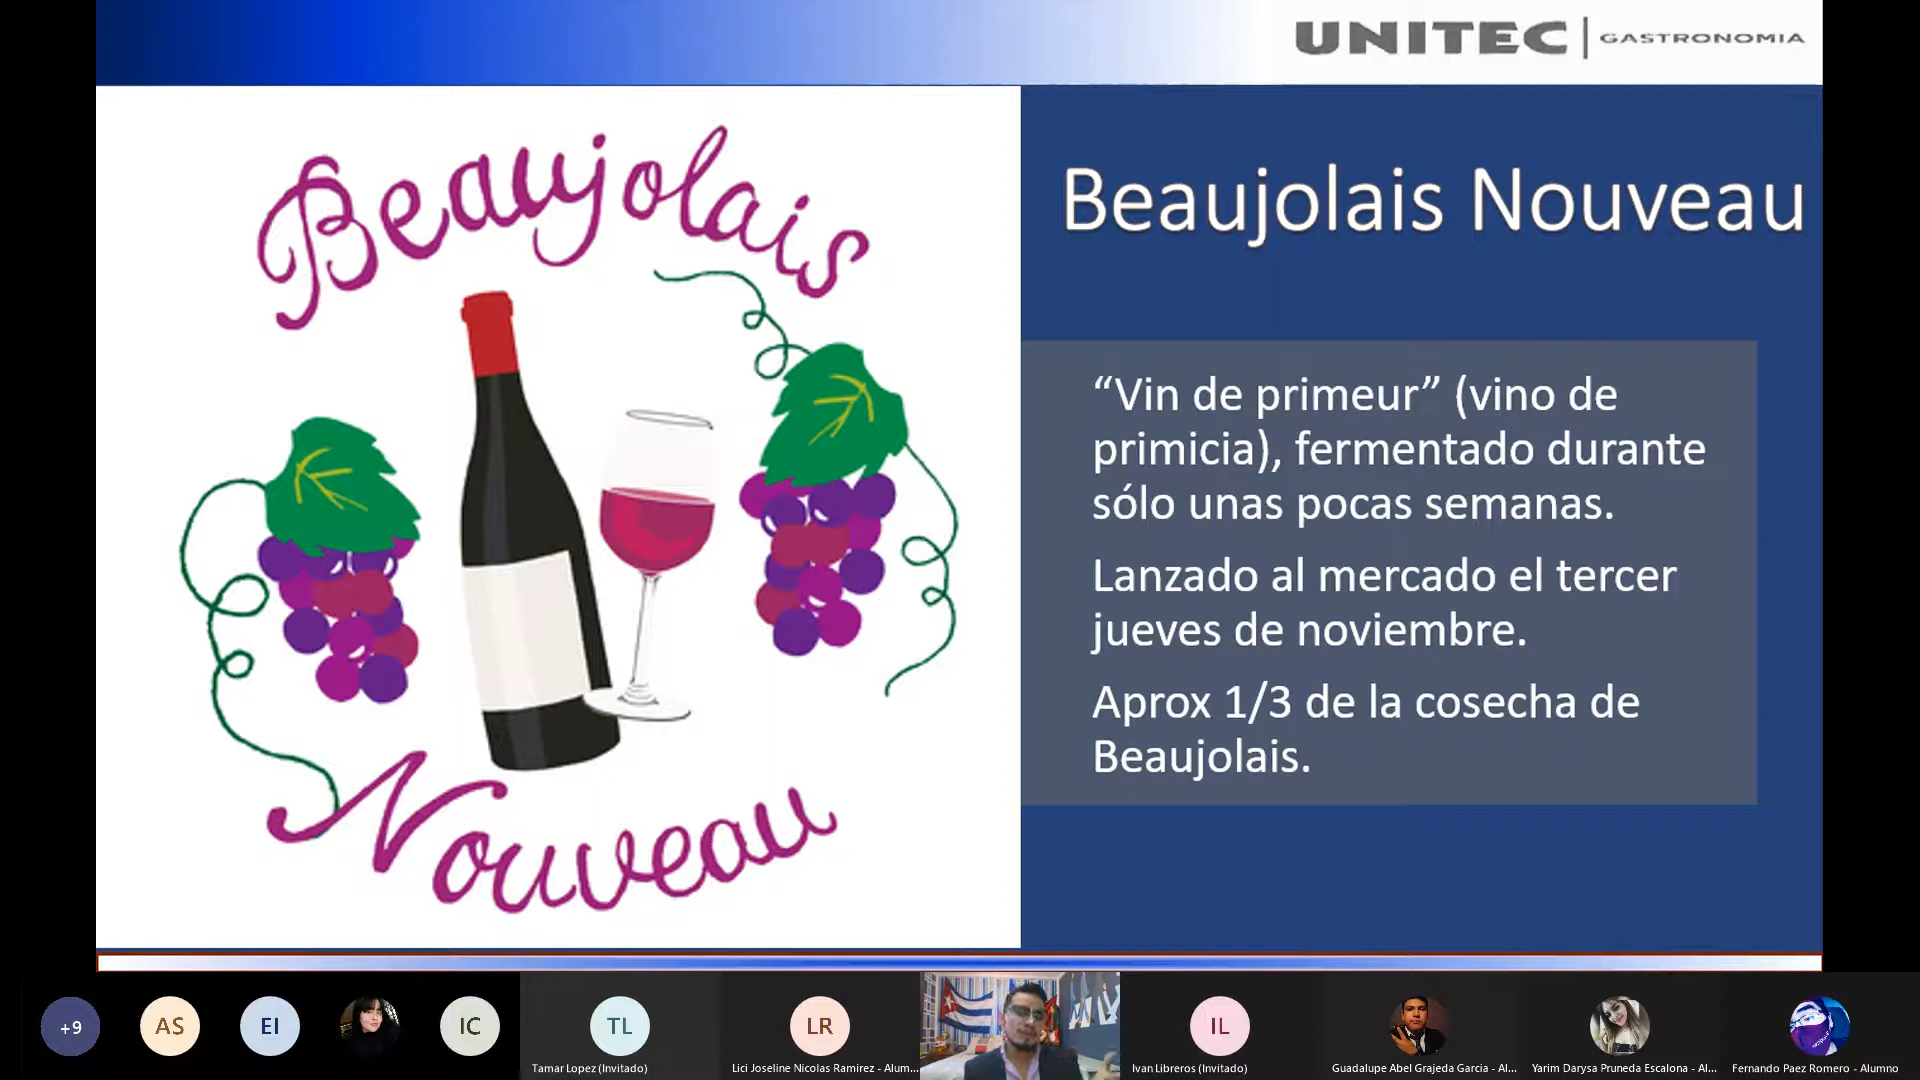 UNITEC | GASTRONOMIA
Beaujolais
Nouveau
Beaujolais Nouveau
“Vin de primeur” (vino de
primicia), fermentado durante
sólo unas pocas semanas.
Lanzado al mercado el tercer
jueves de noviembre.
Aprox 1/3 de la cosecha de
Beaujolais.
+9
AS
EI
IC
TL
Tamar Lopez (Invitado)
LR
Lici Joseline Nicolas Ramirez - Alum...
IL
Ivan Libreros (Invitado)
Guadalupe Abel Grajeda Garcia - Al...
Yarim Darysa Pruneda Escalona - Al...
Fernando Paez Romero - Alumno